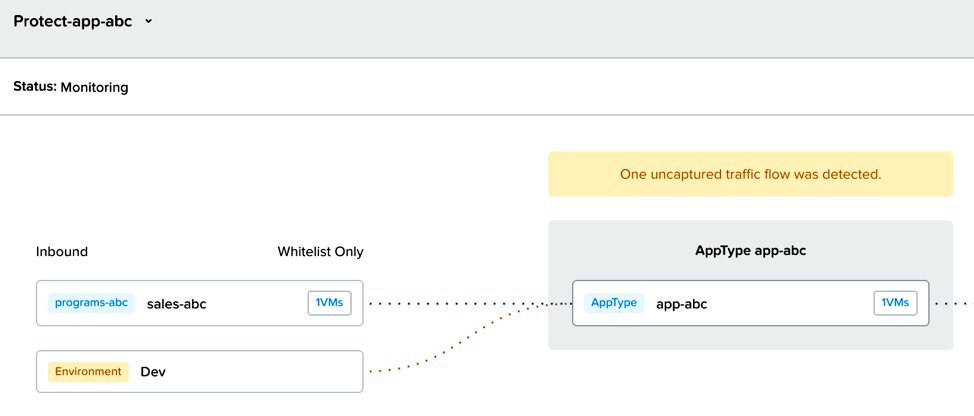 Protect-app-abc
Status: Monitoring
One uncaptured traffic flow was detected.
Inbound
Whitelist Only
AppType app-abc
programs-abc sales-abc 1VMs
AppType app-abc 1VMs
Environment Dev